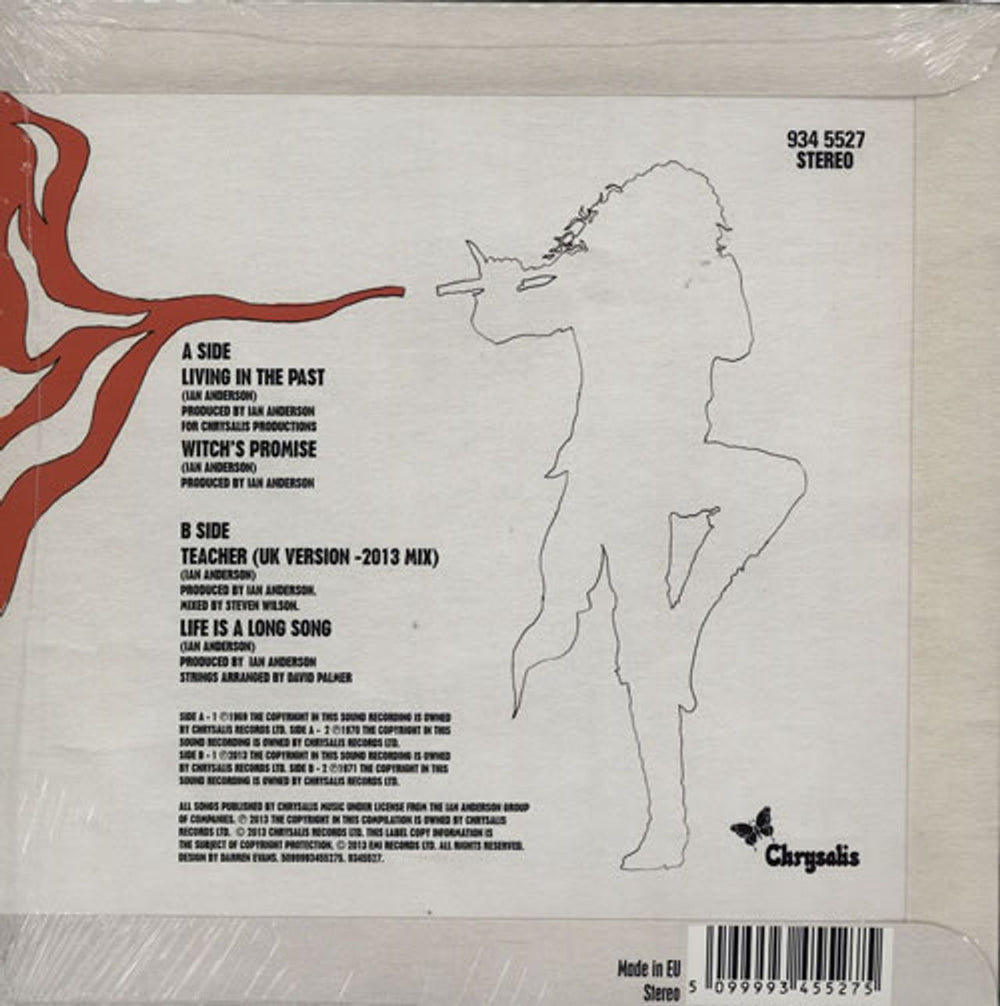 934 5527
STEREO
A SIDE
LIVING IN THE PAST
(IAN ANDERSON)
PRODUCED BY IAN ANDERSON
FOR CHRYSALIS PRODUCTIONS
WITCH'S PROMISE
(IAN ANDERSON)
PRODUCED BY IAN ANDERSON
B SIDE
TEACHER (UK VERSION -2013 MIX)
(IAN ANDERSON)
PRODUCED BY IAN ANDERSON.
MIXED BY STEVEN WILSON.
LIFE IS A LONG SONG
(IAN ANDERSON)
PRODUCED BY IAN ANDERSON
STRINGS ARRANGED BY DAVID PALMER
SIDE A - 1 ℗1969 THE COPYRIGHT IN THIS SOUND RECORDING IS OWNED
BY CHRYSALIS RECORDS LTD. SIDE A - 2 ℗1970 THE COPYRIGHT IN THIS
SOUND RECORDING IS OWNED BY CHRYSALIS RECORDS LTD.
SIDE B - 1 ℗2013 THE COPYRIGHT IN THIS SOUND RECORDING IS OWNED
BY CHRYSALIS RECORDS LTD. SIDE B - 2 ℗1971 THE COPYRIGHT IN THIS
SOUND RECORDING IS OWNED BY CHRYSALIS RECORDS LTD.
ALL SONGS PUBLISHED BY CHRYSALIS MUSIC UNDER LICENSE FROM THE IAN ANDERSON GROUP
OF COMPANIES. ℗ 2013 THE COPYRIGHT IN THIS COMPILATION IS OWNED BY CHRYSALIS
RECORDS LTD. © 2013 CHRYSALIS RECORDS LTD. THIS LABEL COPY INFORMATION IS
THE SUBJECT OF COPYRIGHT PROTECTION. © 2013 EMI RECORDS LTD. ALL RIGHTS RESERVED.
DESIGN BY DARREN EVANS. 5099993455275. 9345527.
Chrysalis
Made in EU
Stereo
5 099993 455275